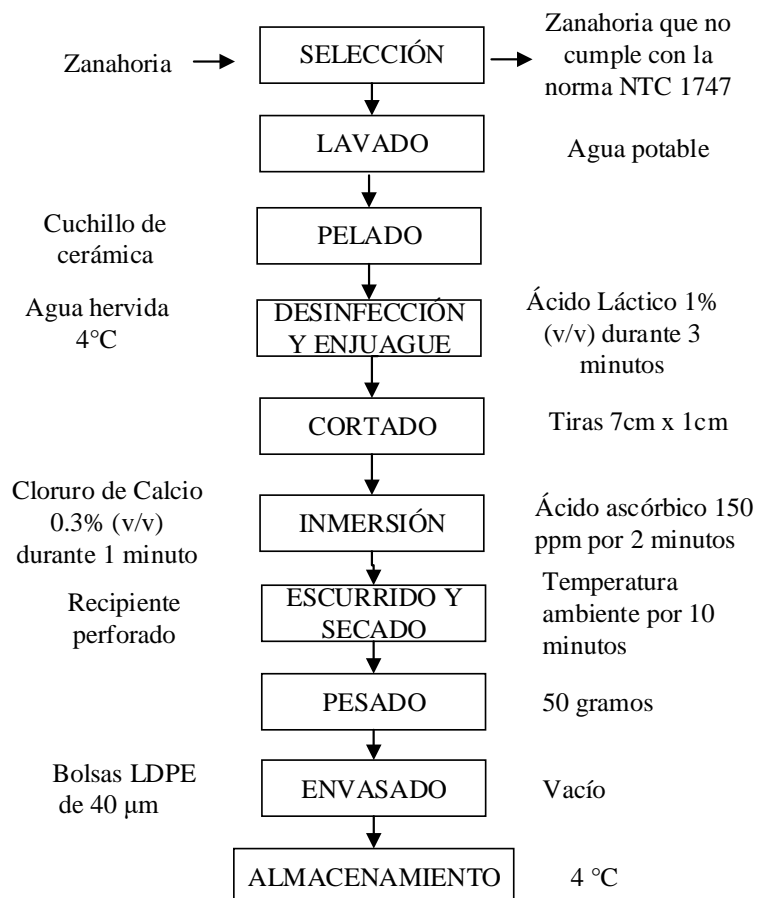 Zanahoria
SELECCIÓN
Zanahoria que no
cumple con la
norma NTC 1747
LAVADO
Agua potable
Cuchillo de
cerámica
PELADO
Agua hervida
4°C
DESINFECCIÓN
Y ENJUAGUE
Ácido Láctico 1%
(v/v) durante 3
minutos
CORTADO
Tiras 7cm x 1cm
Cloruro de Calcio
0.3% (v/v)
durante 1 minuto
INMERSIÓN
Ácido ascórbico 150
ppm por 2 minutos
Recipiente
perforado
ESCURRIDO Y
SECADO
Temperatura
ambiente por 10
minutos
PESADO
50 gramos
Bolsas LDPE
de 40 μm
ENVASADO
Vacío
ALMACENAMIENTO
4 °C